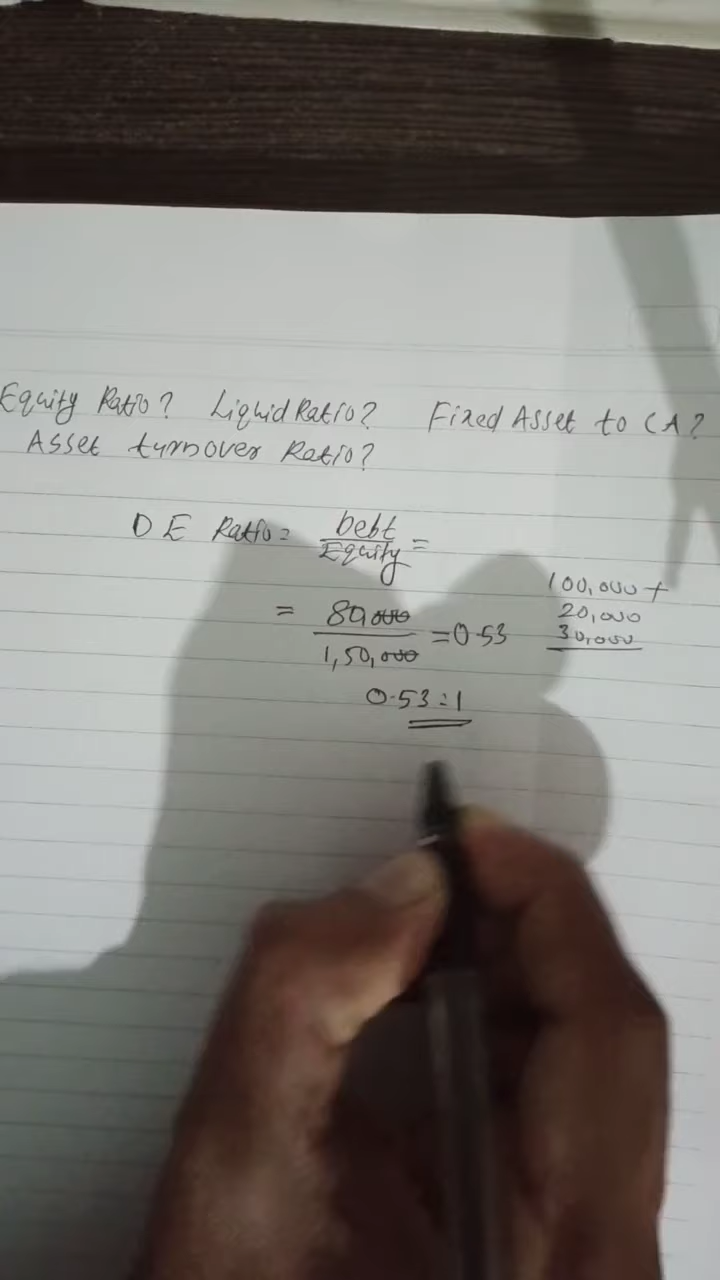 Equity Ratio? Liquid Ratio? Fixed Asset to CA?
Asset turnover Ratio?
DE Ratio = Debt / Equity =
= 80,000 / 1,50,000 = 0.53
0.53:1
100,000 +
20,000
30,000